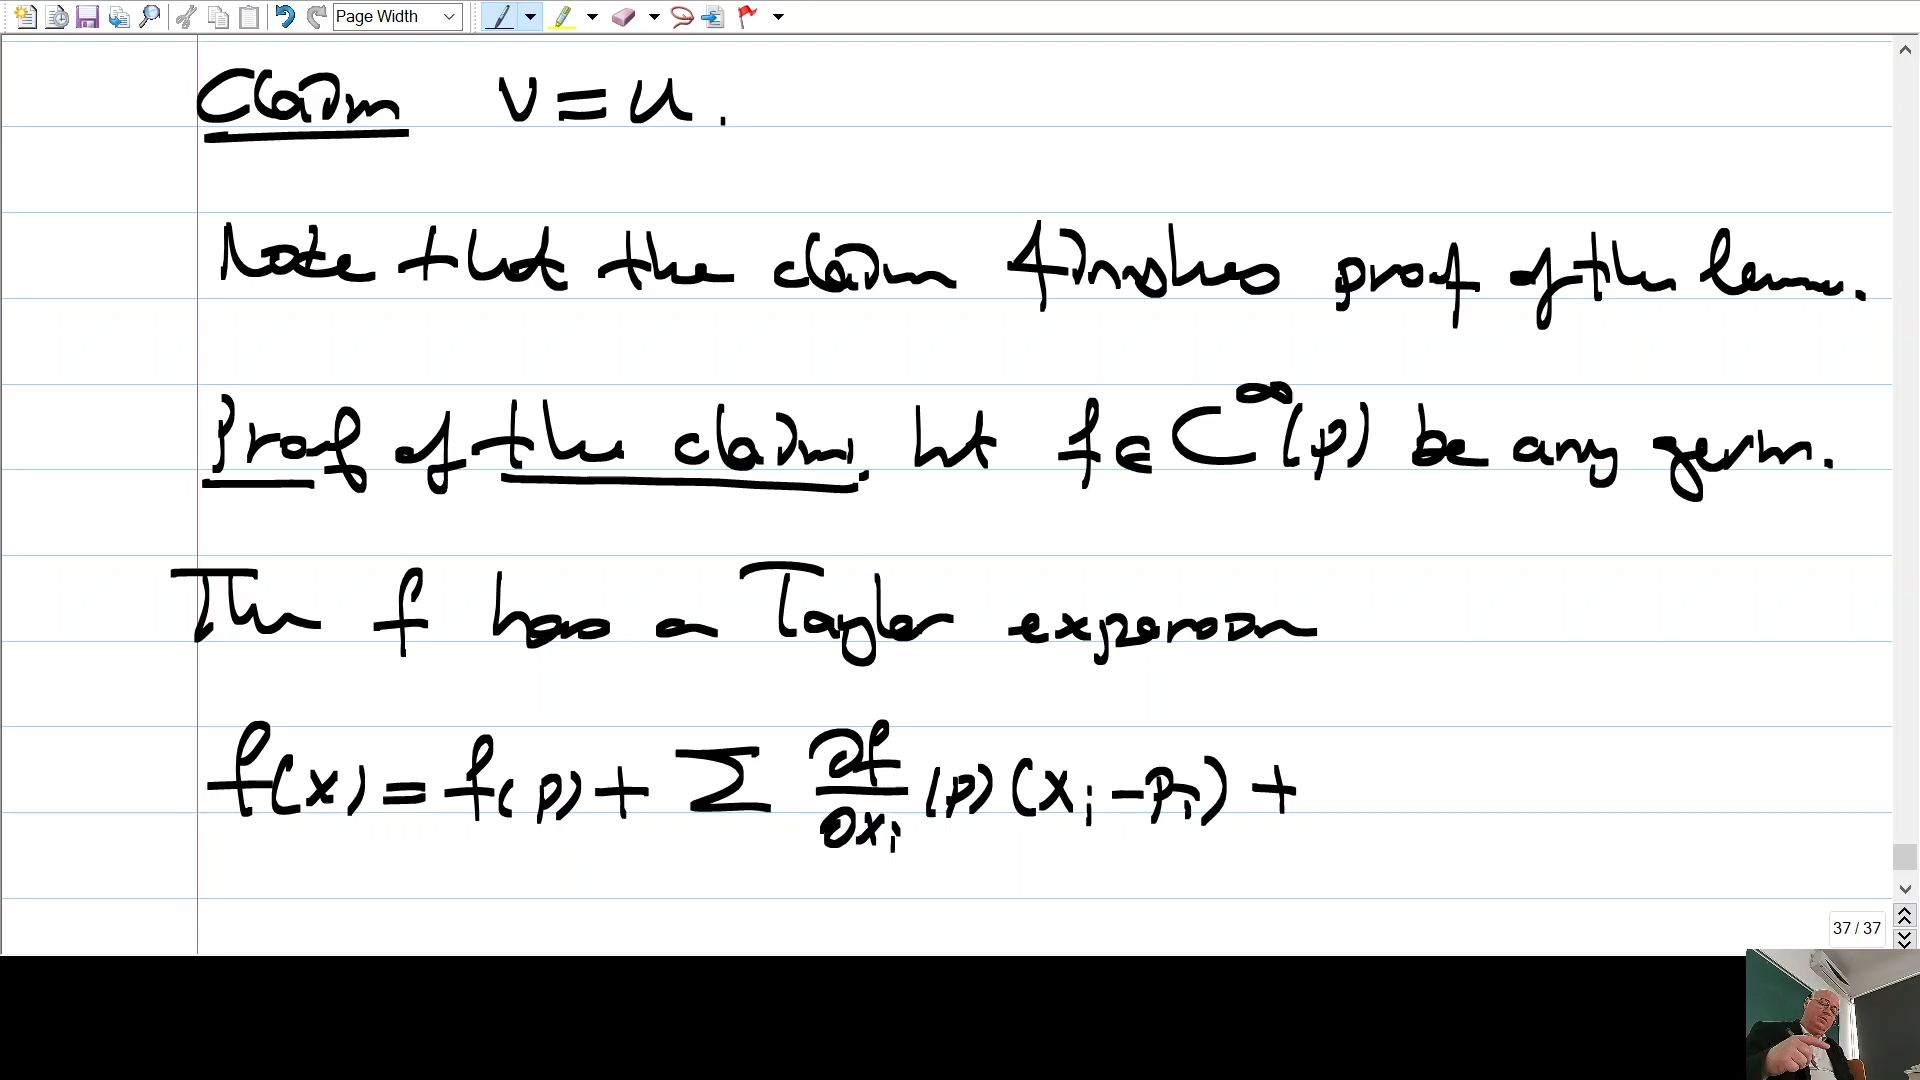 Page Width
Claim v=u.
Note that the claim finishes proof of the lemma.
Proof of the claim. Let f∈C^∞(p) be any germ.
Then f has a Taylor expansion
f(x) = f(p) + Σ ∂f/∂x_i (p) (x_i - p_i) +
37 / 37